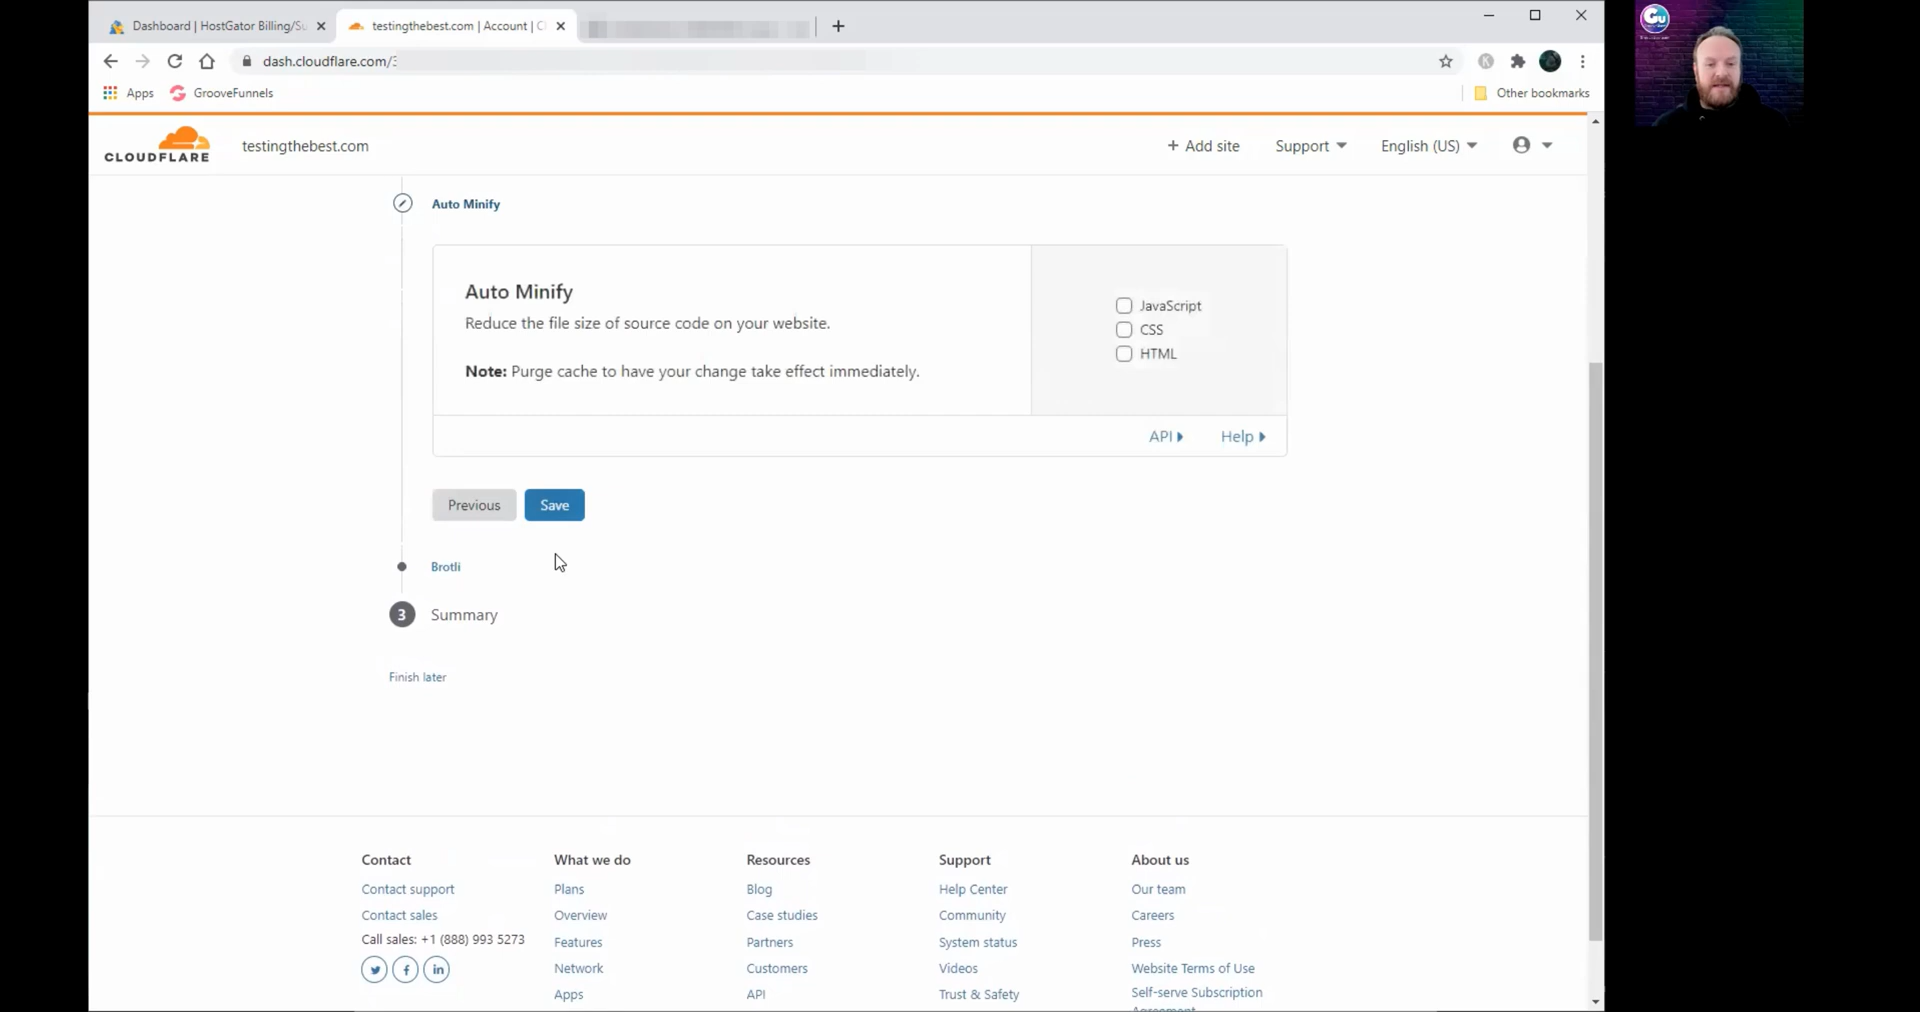 Dashboard | HostGator Billing/Su
testingthebest.com | Account | C
dash.cloudflare.com/3
Apps
GrooveFunnels
Other bookmarks
CLOUDFLARE
testingthebest.com
+ Add site
Support
English (US)
Auto Minify
Auto Minify
Reduce the file size of source code on your website.
Note: Purge cache to have your change take effect immediately.
JavaScript
CSS
HTML
API
Help
Previous
Save
Brotli
3 Summary
Finish later
Contact
Contact support
Contact sales
Call sales: +1 (888) 993 5273
What we do
Plans
Overview
Features
Network
Apps
Resources
Blog
Case studies
Partners
Customers
API
Support
Help Center
Community
System status
Videos
Trust & Safety
About us
Our team
Careers
Press
Website Terms of Use
Self-serve Subscription
Agreement
Gu